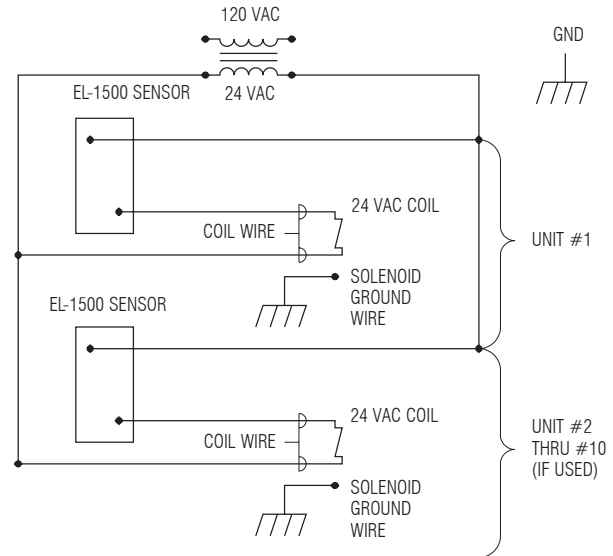 120 VAC
GND
24 VAC
EL-1500 SENSOR
24 VAC COIL
COIL WIRE
UNIT #1
SOLENOID
GROUND
WIRE
EL-1500 SENSOR
24 VAC COIL
COIL WIRE
UNIT #2
THRU #10
(IF USED)
SOLENOID
GROUND
WIRE